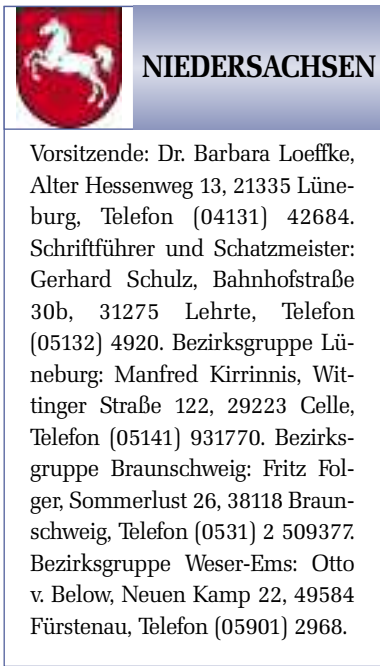 NIEDERSACHSEN
Vorsitzende: Dr. Barbara Loeffke,
Alter Hessenweg 13, 21335 Lüne-
burg, Telefon (04131) 42684.
Schriftführer und Schatzmeister:
Gerhard Schulz, Bahnhofstraße
30b, 31275 Lehrte, Telefon
(05132) 4920. Bezirksgruppe Lü-
neburg: Manfred Kirrinnis, Wit-
tinger Straße 122, 29223 Celle,
Telefon (05141) 931770. Bezirks-
gruppe Braunschweig: Fritz Fol-
ger, Sommerlust 26, 38118 Braun-
schweig, Telefon (0531) 2 509377.
Bezirksgruppe Weser-Ems: Otto
v. Below, Neuen Kamp 22, 49584
Fürstenau, Telefon (05901) 2968.